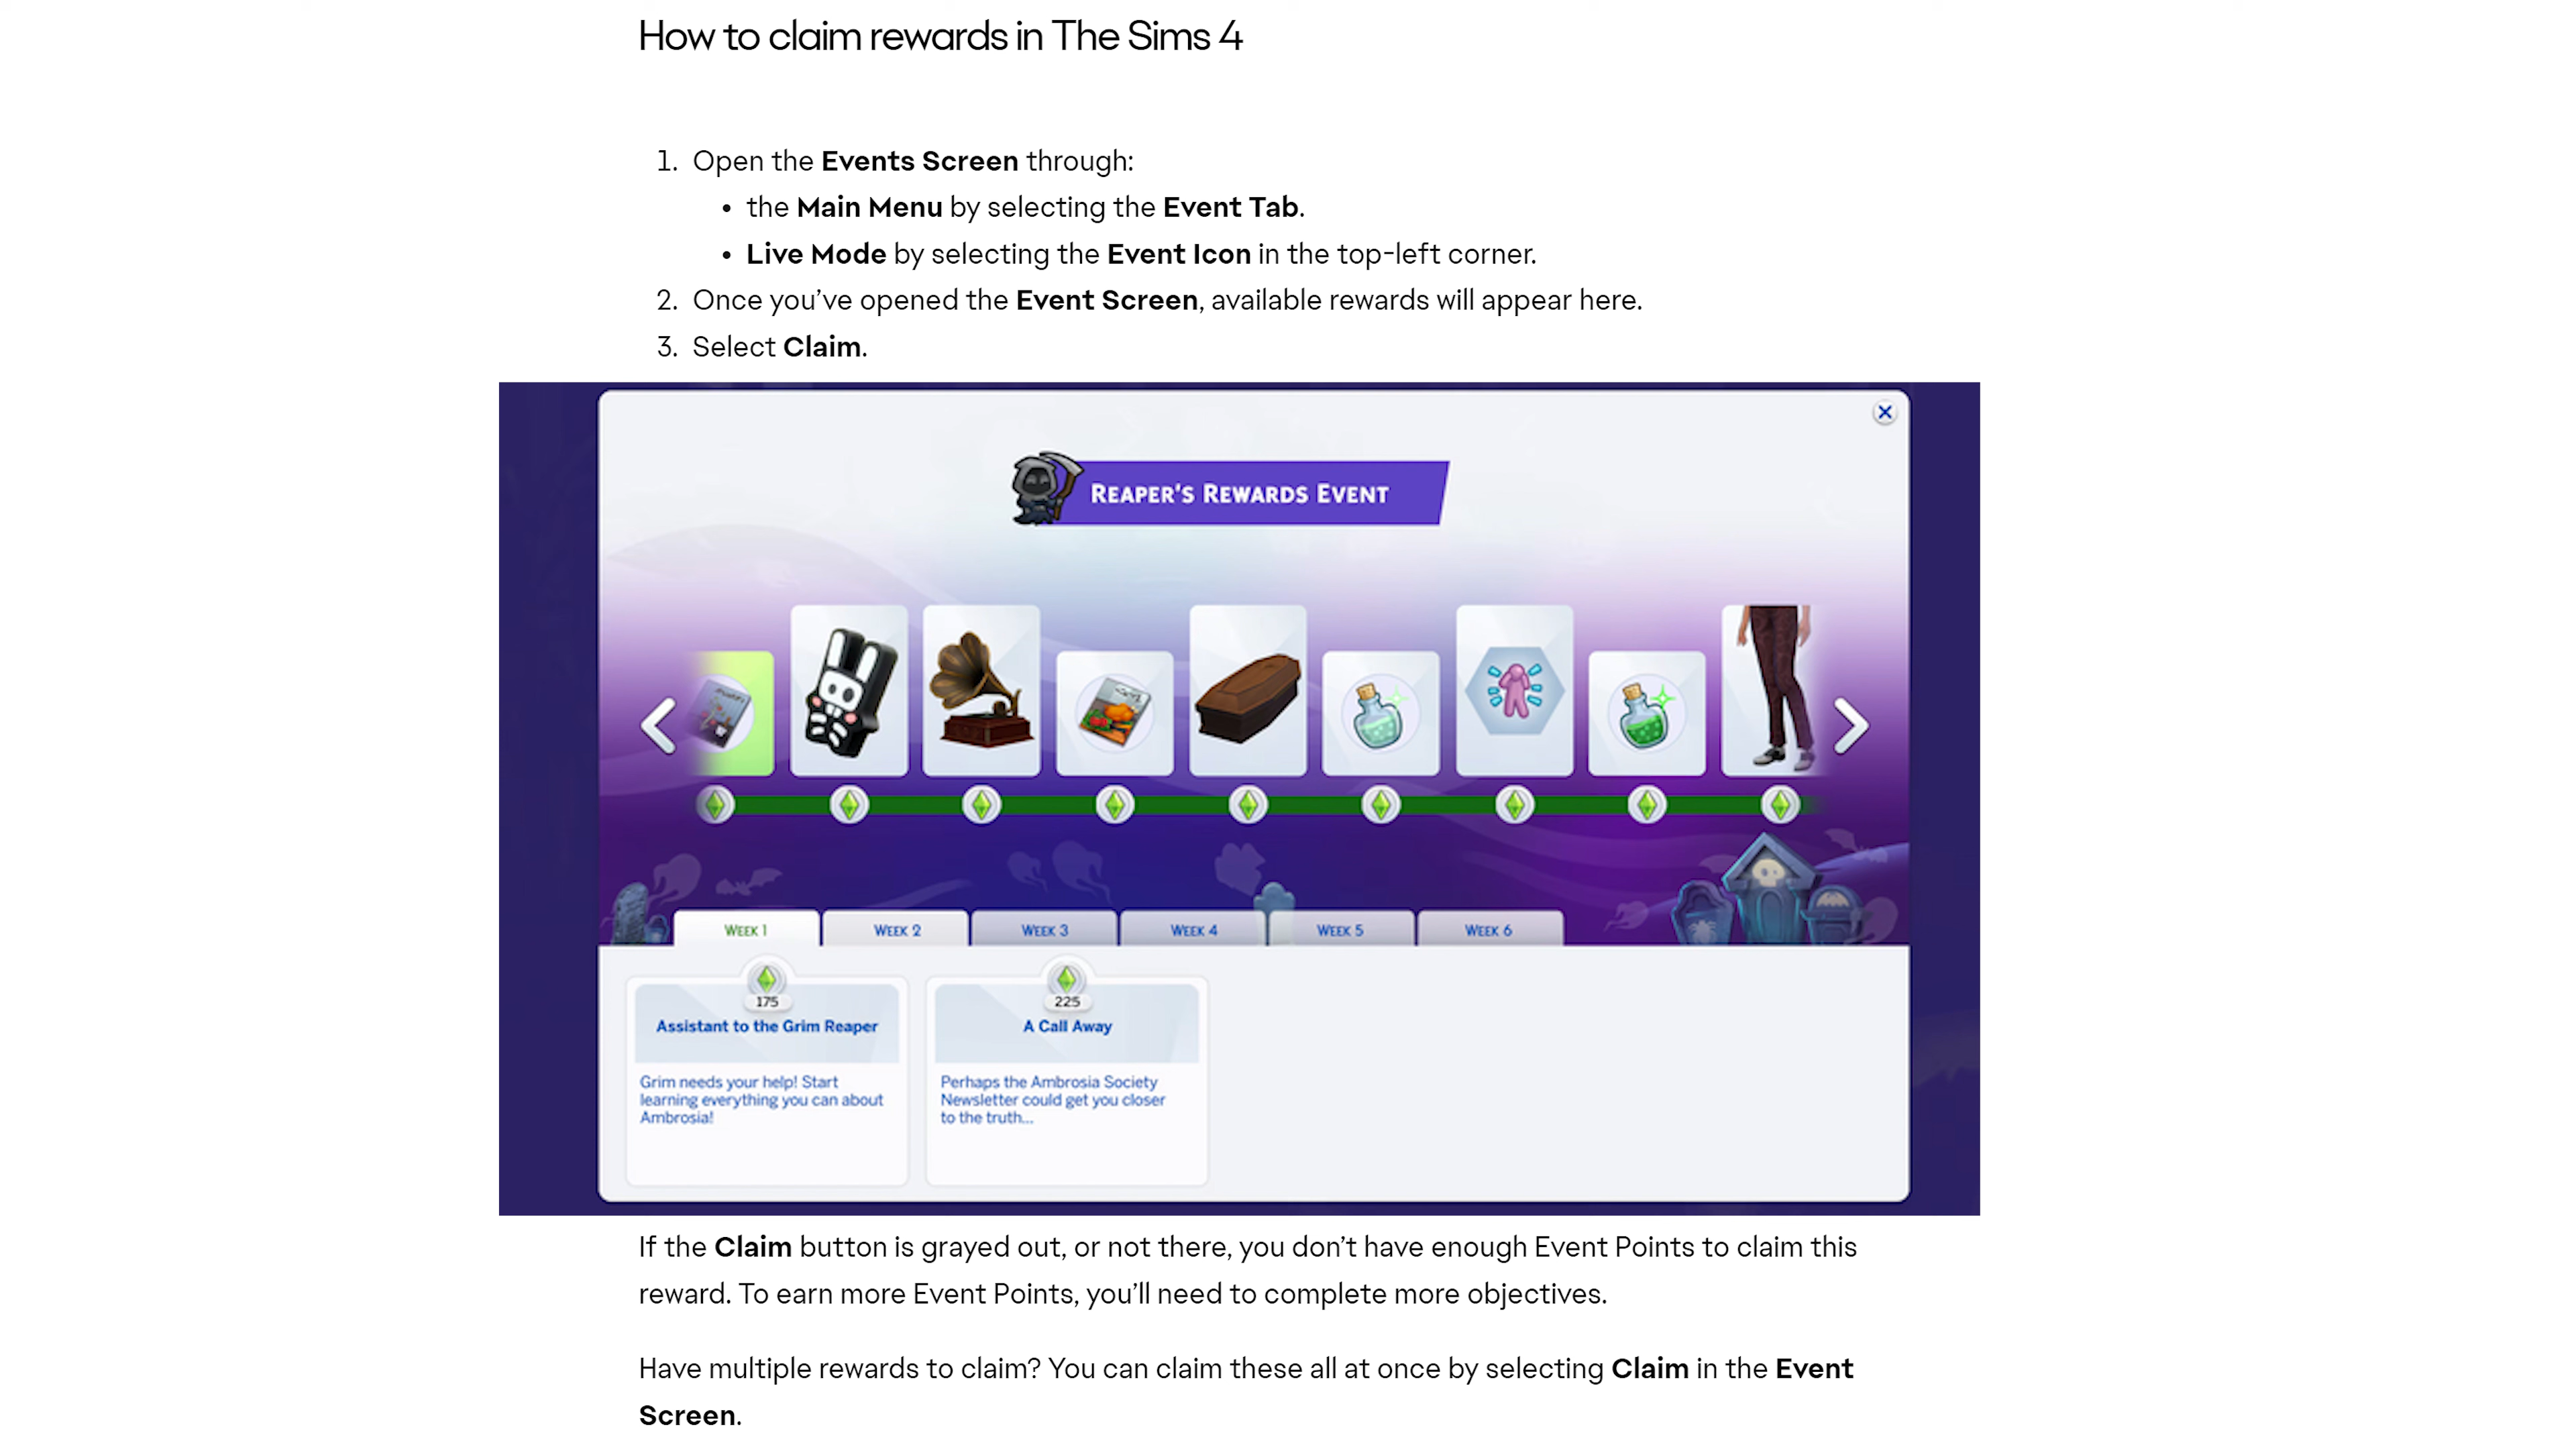 How to claim rewards in The Sims 4
1. Open the Events Screen through:
• the Main Menu by selecting the Event Tab.
• Live Mode by selecting the Event Icon in the top-left corner.
2. Once you’ve opened the Event Screen, available rewards will appear here.
3. Select Claim.
REAPER'S REWARDS EVENT
WEEK 1 WEEK 2 WEEK 3 WEEK 4 WEEK 5 WEEK 6
175
Assistant to the Grim Reaper
Grim needs your help! Start
learning everything you can about
Ambrosia!
225
A Call Away
Perhaps the Ambrosia Society
Newsletter could get you closer
to the truth...
If the Claim button is grayed out, or not there, you don’t have enough Event Points to claim this
reward. To earn more Event Points, you’ll need to complete more objectives.
Have multiple rewards to claim? You can claim these all at once by selecting Claim in the Event
Screen.